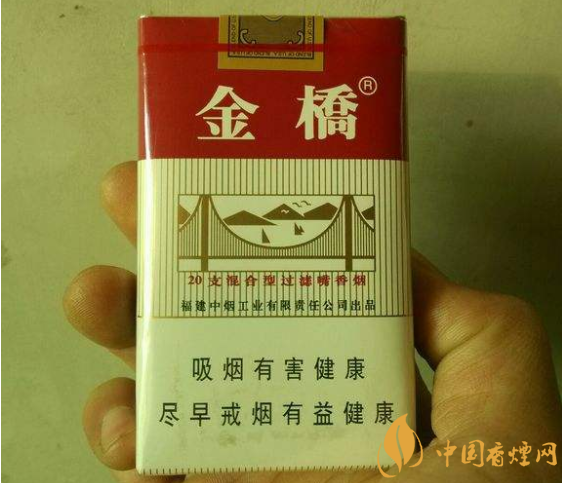 金橋®
20支混合型过滤嘴香烟
福建中烟工业有限责任公司出品
吸烟有害健康
尽早戒烟有益健康
中国香煙网